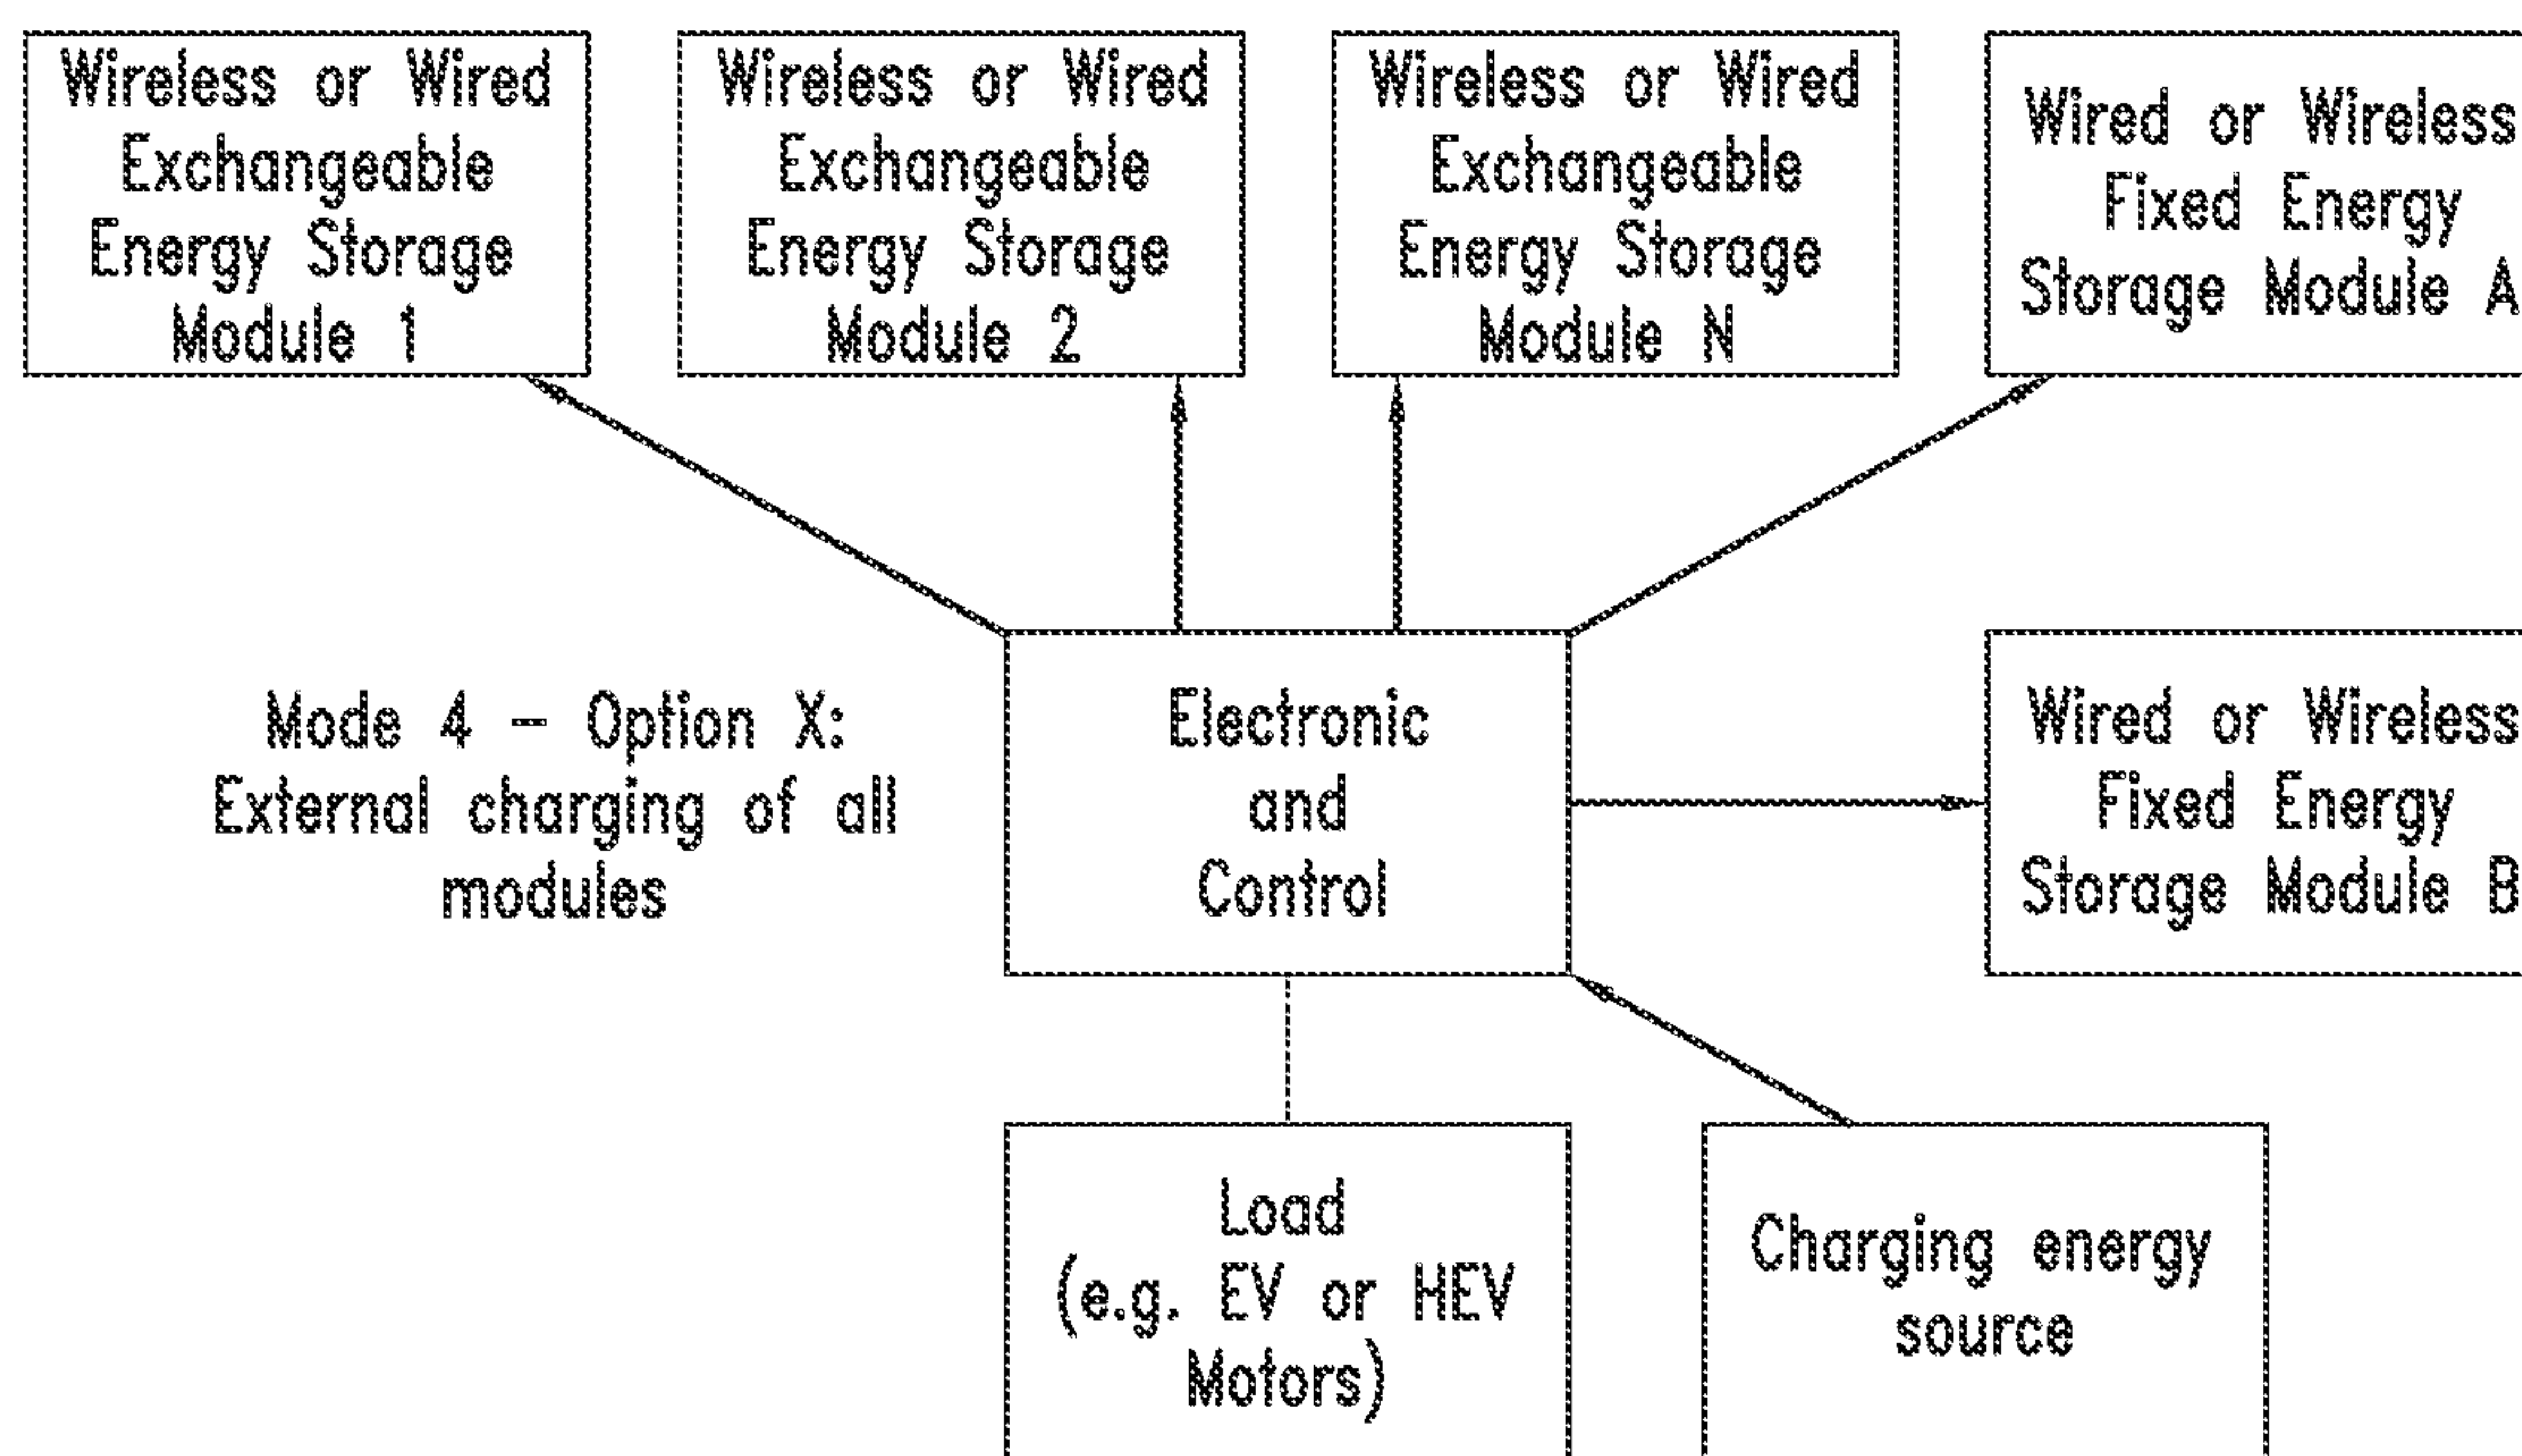 Wireless or Wired
Exchangeable
Energy Storage
Module 1
Wireless or Wired
Exchangeable
Energy Storage
Module 2
Wireless or Wired
Exchangeable
Energy Storage
Module N
Wired or Wireless
Fixed Energy
Storage Module A
Mode 4 – Option X:
External charging of all
modules
Electronic
and
Control
Wired or Wireless
Fixed Energy
Storage Module B
Load
(e.g. EV or HEV
Motors)
Charging energy
source